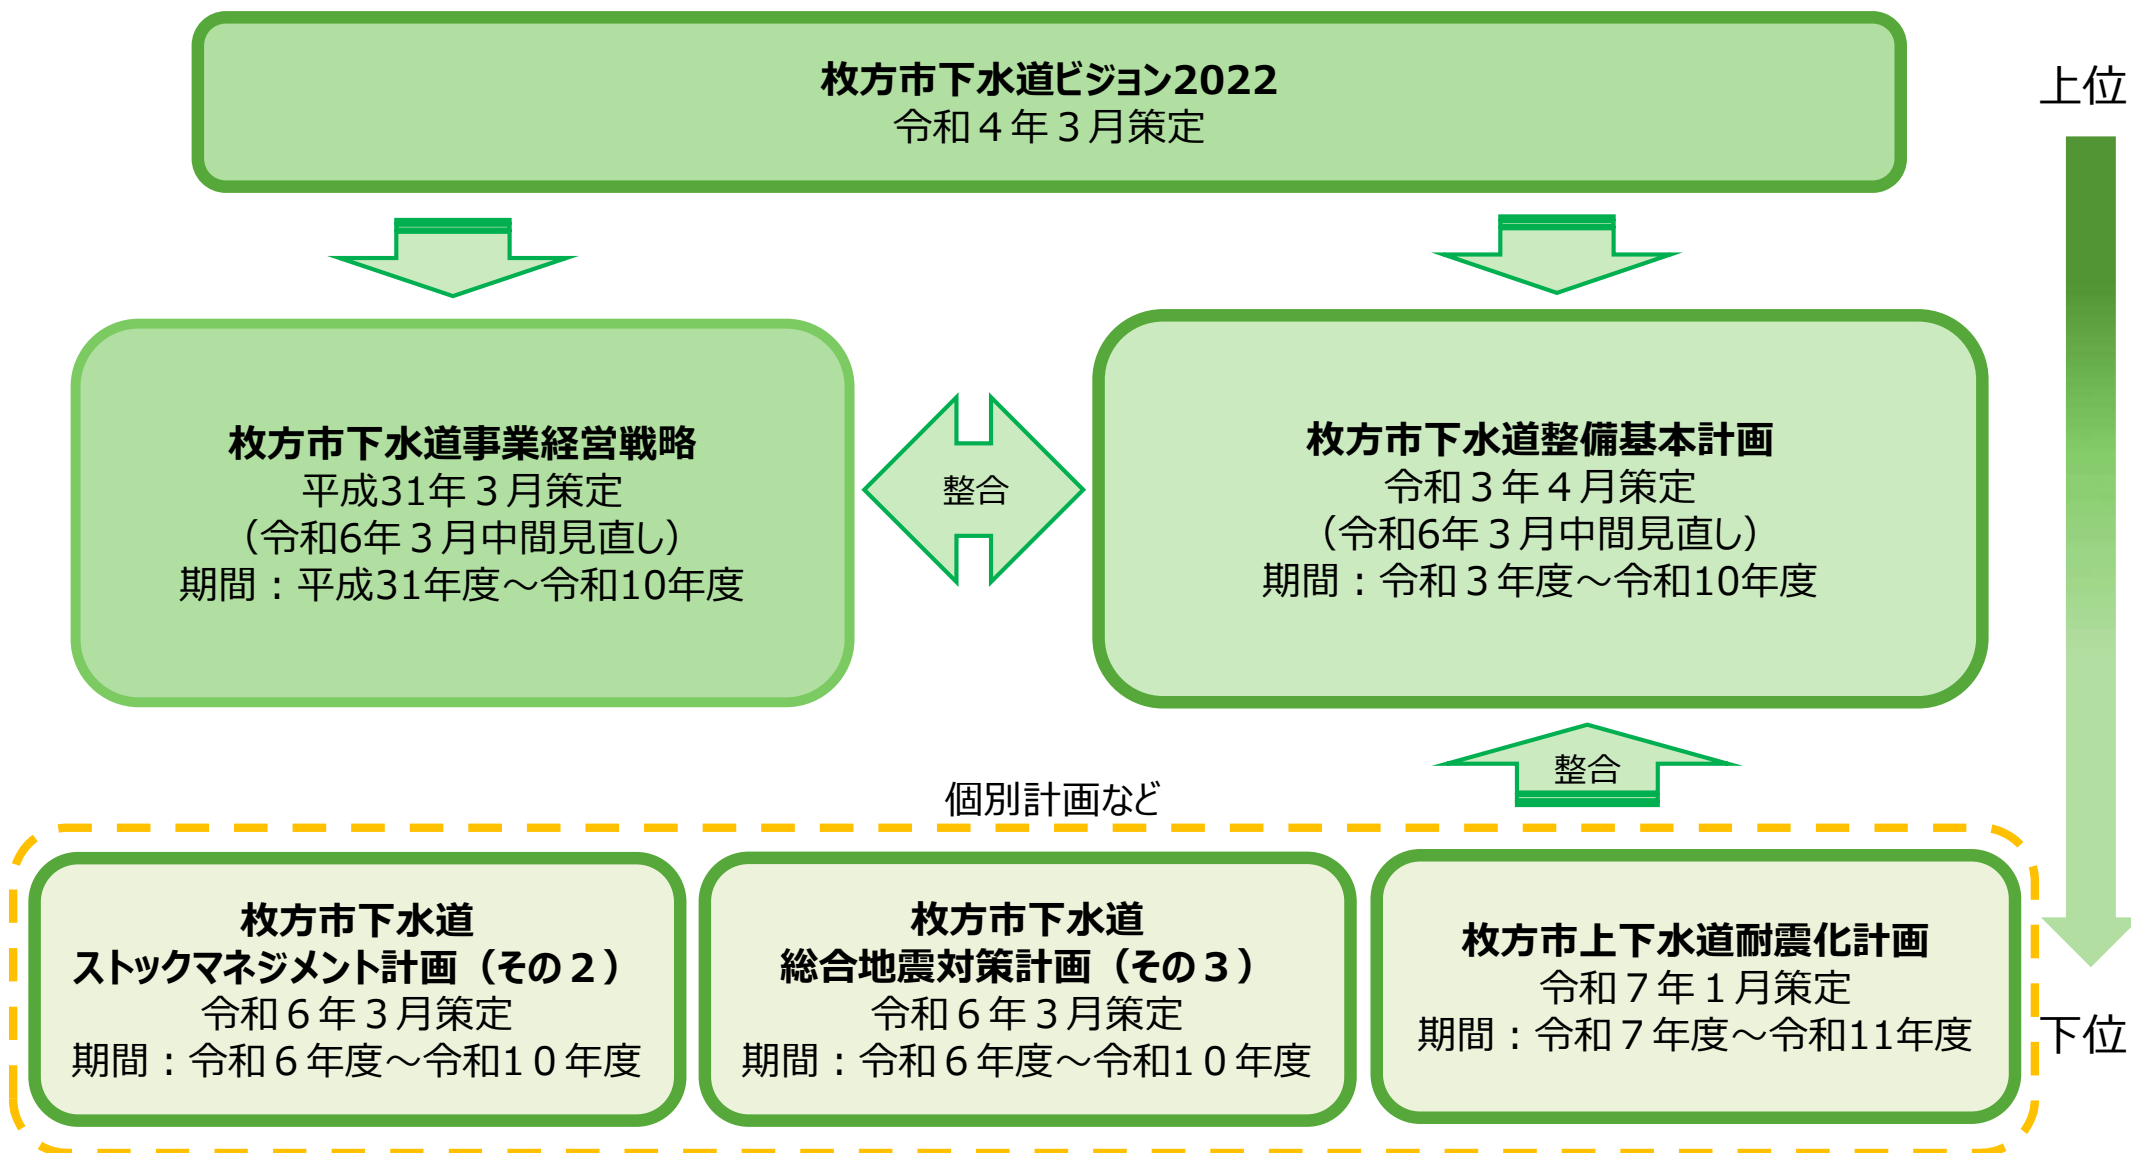 枚方市下水道ビジョン2022
令和４年３月策定
上位
枚方市下水道事業経営戦略
平成31年３月策定
（令和6年３月中間見直し）
期間：平成31年度～令和10年度
整合
枚方市下水道整備基本計画
令和３年４月策定
（令和6年３月中間見直し）
期間：令和３年度～令和10年度
整合
個別計画など
枚方市下水道
ストックマネジメント計画（その２）
令和６年３月策定
期間：令和６年度～令和1０年度
枚方市下水道
総合地震対策計画（その３）
令和６年３月策定
期間：令和６年度～令和1０年度
枚方市上下水道耐震化計画
令和７年１月策定
期間：令和７年度～令和11年度
下位